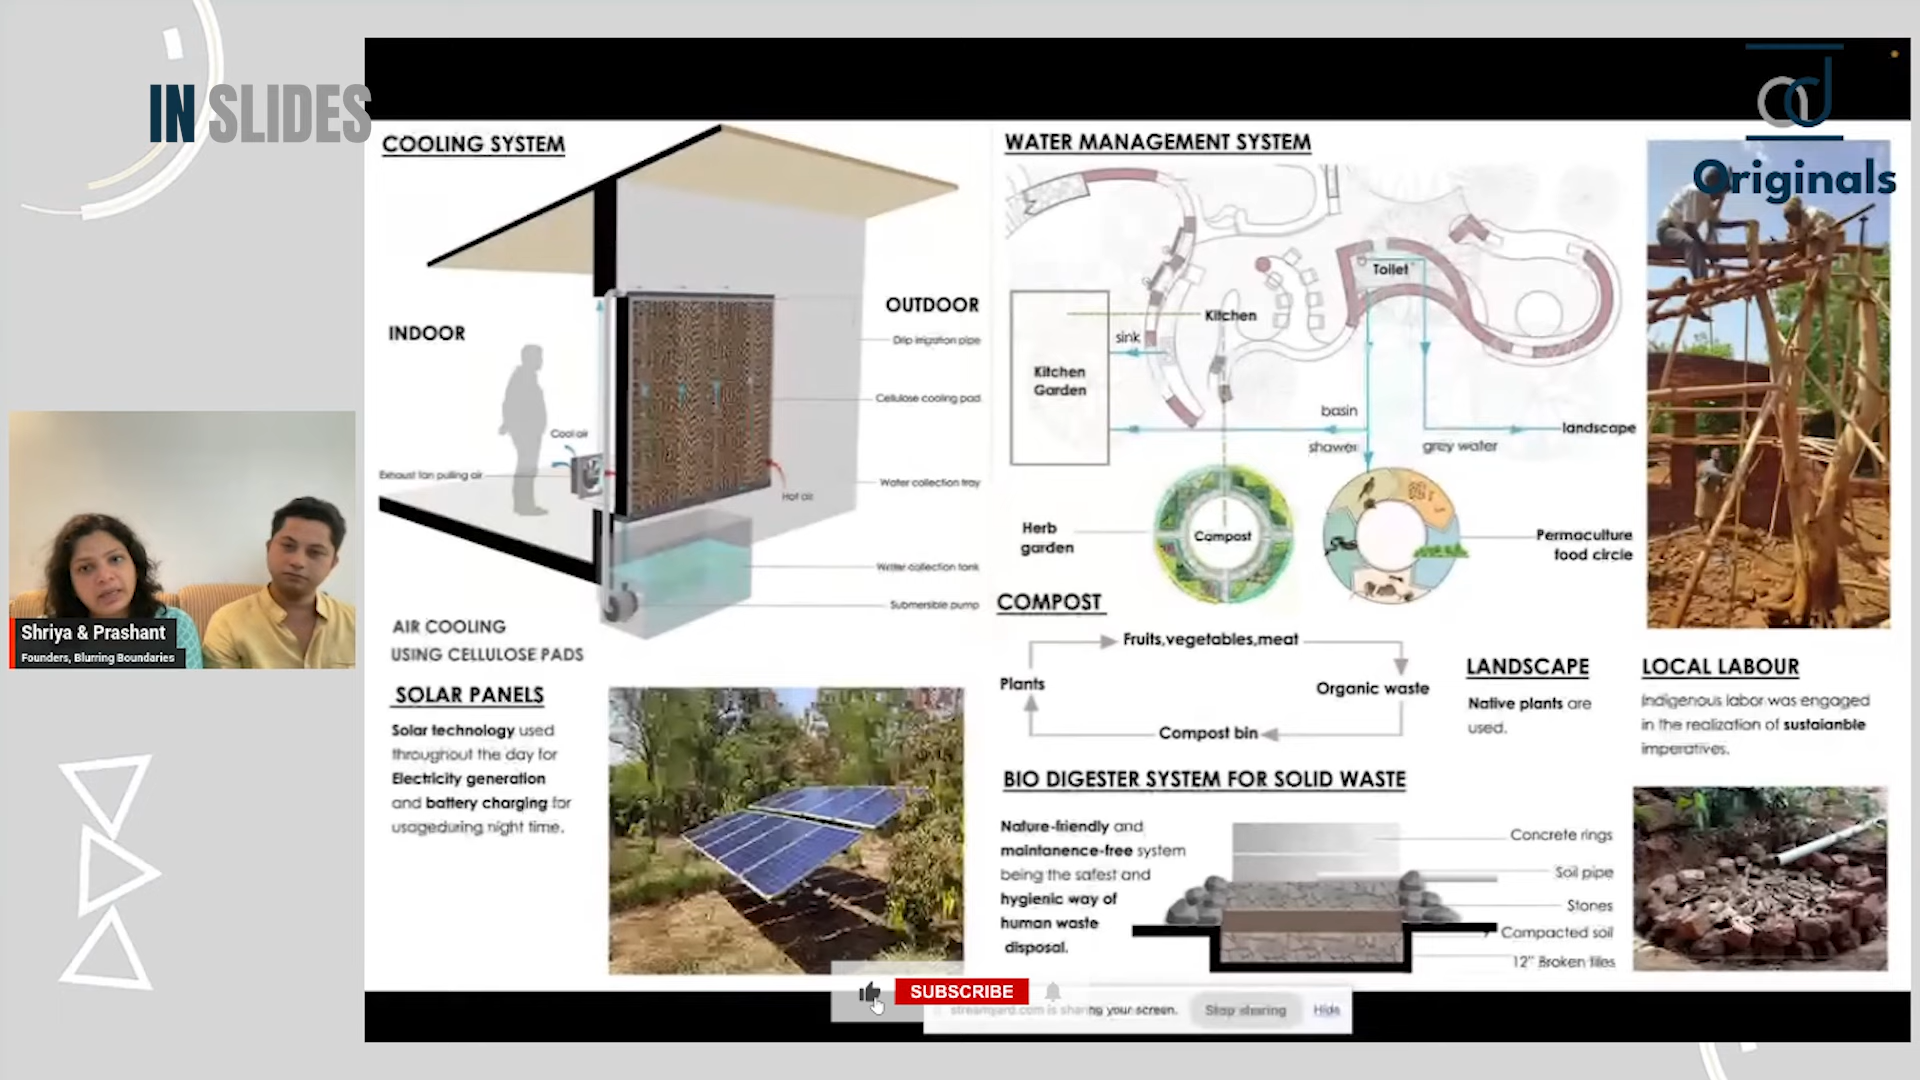 IN SLIDES
ad
Originals
COOLING SYSTEM
INDOOR
OUTDOOR
Drip irrigation pipe
Cellulose cooling pad
Cool air
Exhaust fan pulling air
Hot air
Water collection tray
Water collection tank
Submersible pump
AIR COOLING
USING CELLULOSE PADS
SOLAR PANELS
Solar technology used
throughout the day for
Electricity generation
and battery charging for
usageduring night time.
WATER MANAGEMENT SYSTEM
Toilet
Kitchen
sink
Kitchen
Garden
basin
shower
grey water
landscape
Herb
garden
Compost
Permaculture
food circle
COMPOST
Fruits,vegetables,meat
Plants
Organic waste
Compost bin
LANDSCAPE
Native plants are
used.
LOCAL LABOUR
Indigenous labor was engaged
in the realization of sustaianble
imperatives.
BIO DIGESTER SYSTEM FOR SOLID WASTE
Nature-friendly and
maintanence-free system
being the safest and
hygienic way of
human waste
disposal.
Concrete rings
Soil pipe
Stones
Compacted soil
12" Broken tiles
Shriya & Prashant
Founders, Blurring Boundaries
SUBSCRIBE
streamyard.com is sharing your screen.
Stop sharing
Hide